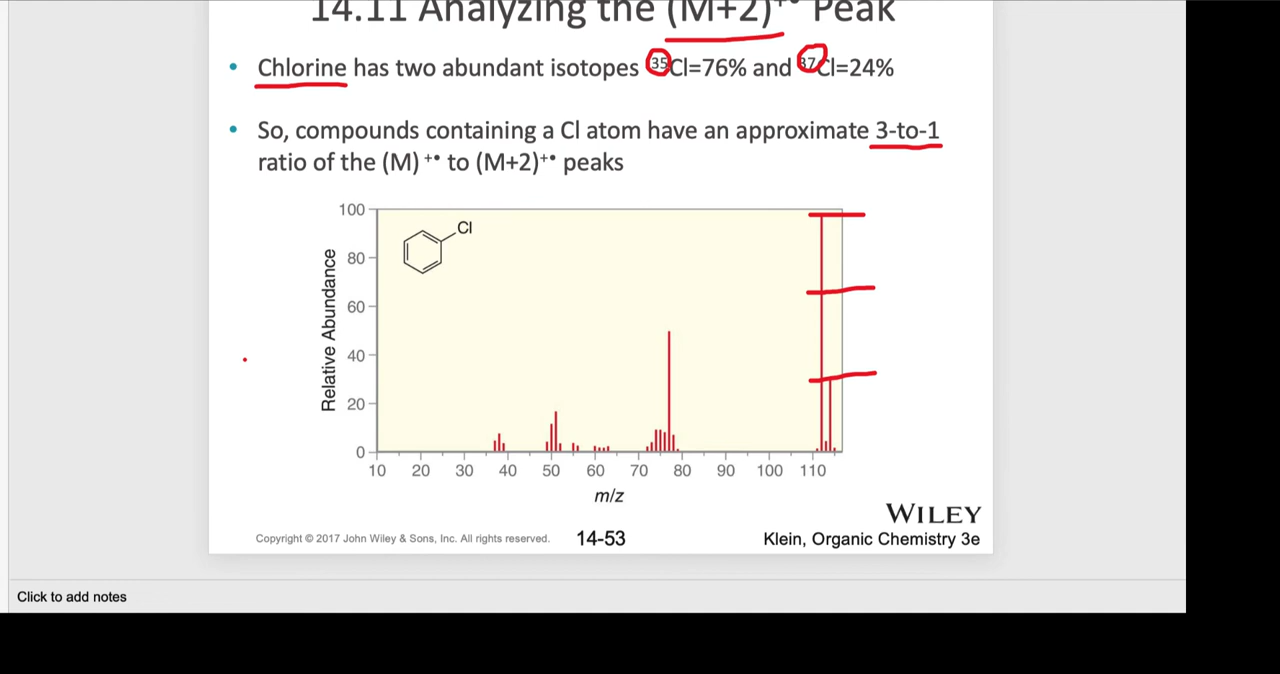 14.11 Analyzing the (M+2)⁺• Peak
• Chlorine has two abundant isotopes ³⁵Cl=76% and ³⁷Cl=24%
• So, compounds containing a Cl atom have an approximate 3-to-1
ratio of the (M) ⁺• to (M+2)⁺• peaks
Cl
Relative Abundance
100
80
60
40
20
0
10 20 30 40 50 60 70 80 90 100 110
m/z
WILEY
Copyright © 2017 John Wiley & Sons, Inc. All rights reserved. 14-53 Klein, Organic Chemistry 3e
Click to add notes